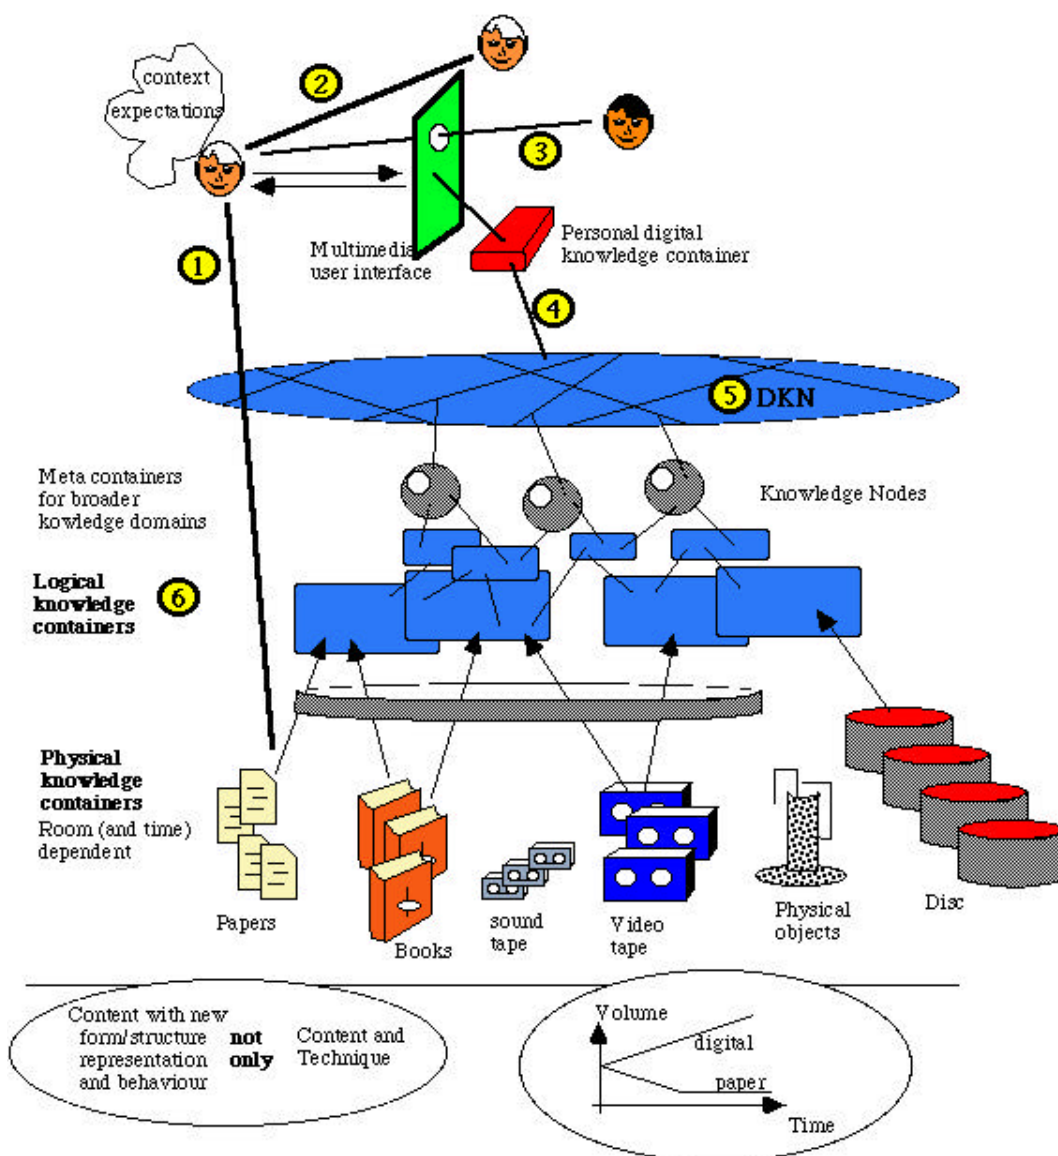 context
expectations
2
3
1
Multimedia
user interface
Personal digital
knowledge container
4
5 DKN
Meta containers
for broader
kowledge domains
Knowledge Nodes
Logical
knowledge
containers
6
Physical
knowledge
containers
Room (and time)
dependent
Papers
Books
sound
tape
Video
tape
Physical
objects
Disc
Content with new
form/structure
representation
and behaviour
not
only
Content and
Technique
Volume
digital
paper
Time